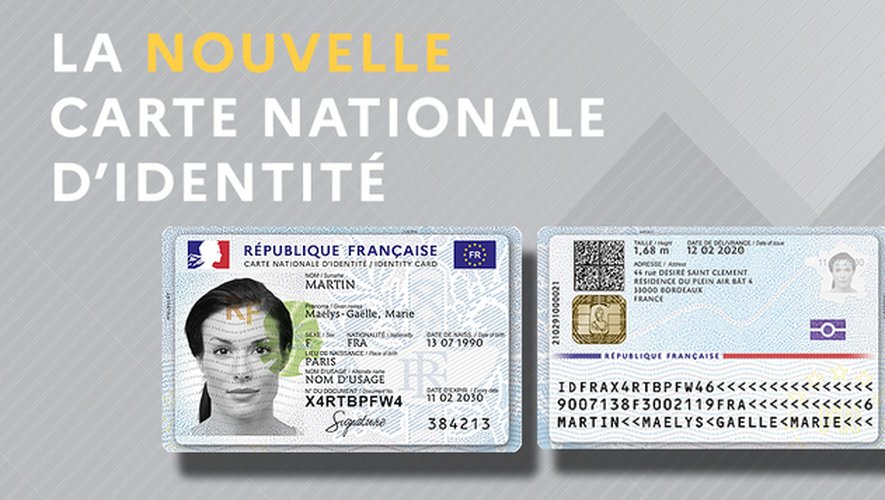 LA NOUVELLE
CARTE NATIONALE
D'IDENTITÉ
RÉPUBLIQUE FRANÇAISE
FR
CARTE NATIONALE D'IDENTITÉ / IDENTITY CARD
NOM / Surname
MARTIN
Prénoms / Given names
Maëlys-Gaëlle, Marie
SEXE / Sex NATIONALITÉ / Nationality DATE DE NAISS. / Date of birth
F FRA 13 07 1990
LIEU DE NAISSANCE / Place of birth
PARIS
NOM D'USAGE / Alternate name
NOM D'USAGE
N° DU DOCUMENT / Document No DATE D'EXPIR. / Expiry date
X4RTBPFW4 11 02 2030
Signature
384213
TAILLE / Height DATE DE DÉLIVRANCE / Date of issue
1,68 m 12 02 2020
ADRESSE / Address
44 rue DÉSIRÉ SAINT CLEMENT
RÉSIDENCE DU PLEIN AIR BÂT 4
33000 BORDEAUX
FRANCE
2102910000021
RÉPUBLIQUE FRANÇAISE
IDFRAX4RTBPFW46<<<<<<<<<<<<<<<
9007138F3002119FRA<<<<<<<<<<<6
MARTIN<<MAELYS<GAELLE<MARIE<<<